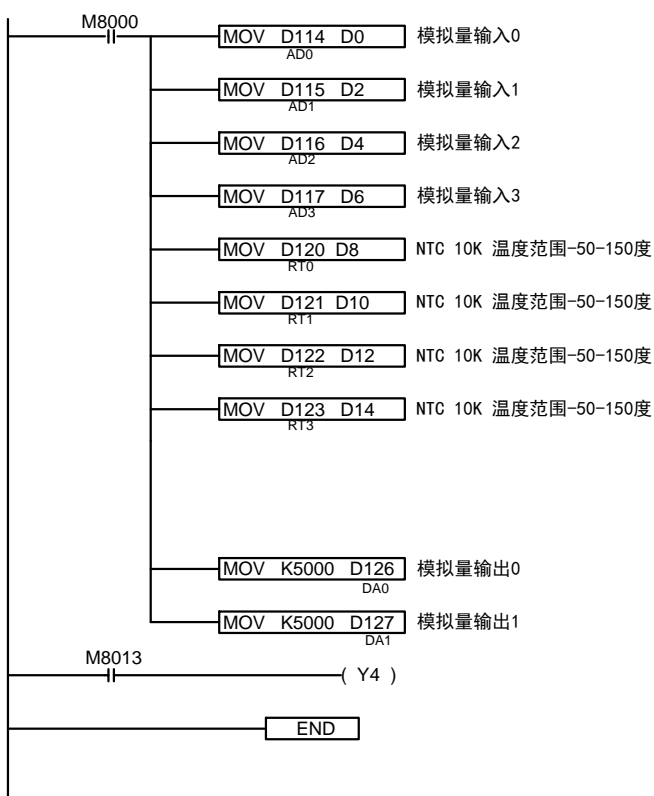 M8000
MOV D114 D0 模拟量输入0
AD0
MOV D115 D2 模拟量输入1
AD1
MOV D116 D4 模拟量输入2
AD2
MOV D117 D6 模拟量输入3
AD3
MOV D120 D8 NTC 10K 温度范围-50-150度
RT0
MOV D121 D10 NTC 10K 温度范围-50-150度
RT1
MOV D122 D12 NTC 10K 温度范围-50-150度
RT2
MOV D123 D14 NTC 10K 温度范围-50-150度
RT3
MOV K5000 D126 模拟量输出0
DA0
MOV K5000 D127 模拟量输出1
DA1
M8013
( Y4 )
END